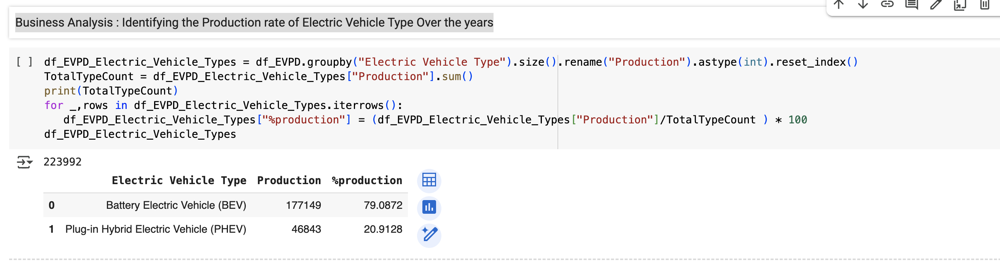 Business Analysis : Identifying the Production rate of Electric Vehicle Type Over the years
[ ] df_EVPD_Electric_Vehicle_Types = df_EVPD.groupby("Electric Vehicle Type").size().rename("Production").astype(int).reset_index()
TotalTypeCount = df_EVPD_Electric_Vehicle_Types["Production"].sum()
print(TotalTypeCount)
for _,rows in df_EVPD_Electric_Vehicle_Types.iterrows():
   df_EVPD_Electric_Vehicle_Types["%production"] = (df_EVPD_Electric_Vehicle_Types["Production"]/TotalTypeCount ) * 100
df_EVPD_Electric_Vehicle_Types
223992
Electric Vehicle Type Production %production
0 Battery Electric Vehicle (BEV) 177149 79.0872
1 Plug-in Hybrid Electric Vehicle (PHEV) 46843 20.9128